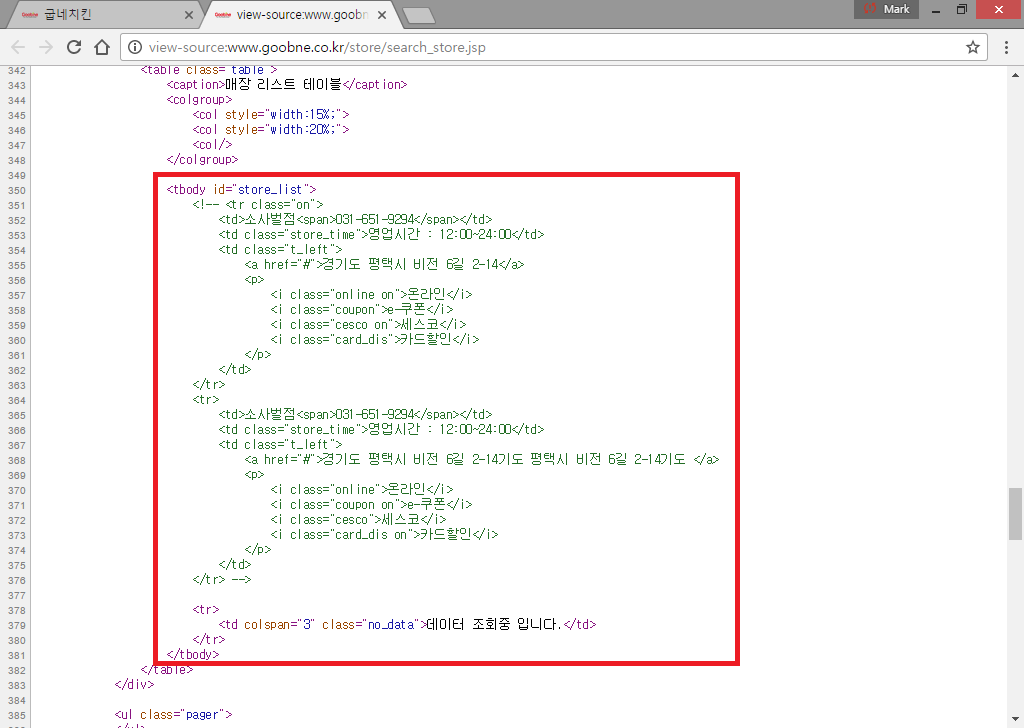 굽네치킨
view-source:www.goobn
Mark
view-source:www.goobne.co.kr/store/search_store.jsp
342 <table class="table">
343 <caption>매장 리스트 테이블</caption>
344 <colgroup>
345 <col style="width:15%;">
346 <col style="width:20%;">
347 <col/>
348 </colgroup>
349
350 <tbody id="store_list">
351 <!-- <tr class="on">
352 <td>소사벌점<span>031-651-9294</span></td>
353 <td class="store_time">영업시간 : 12:00~24:00</td>
354 <td class="t_left">
355 <a href="#">경기도 평택시 비전 6길 2-14</a>
356 <p>
357 <i class="online on">온라인</i>
358 <i class="coupon">e-쿠폰</i>
359 <i class="cesco on">세스코</i>
360 <i class="card_dis">카드할인</i>
361 </p>
362 </td>
363 </tr>
364 <tr>
365 <td>소사벌점<span>031-651-9294</span></td>
366 <td class="store_time">영업시간 : 12:00~24:00</td>
367 <td class="t_left">
368 <a href="#">경기도 평택시 비전 6길 2-14기도 평택시 비전 6길 2-14기도 </a>
369 <p>
370 <i class="online">온라인</i>
371 <i class="coupon on">e-쿠폰</i>
372 <i class="cesco">세스코</i>
373 <i class="card_dis on">카드할인</i>
374 </p>
375 </td>
376 </tr> -->
377
378 <tr>
379 <td colspan="3" class="no_data">데이터 조회중 입니다.</td>
380 </tr>
381 </tbody>
382 </table>
383 </div>
384
385 <ul class="pager">